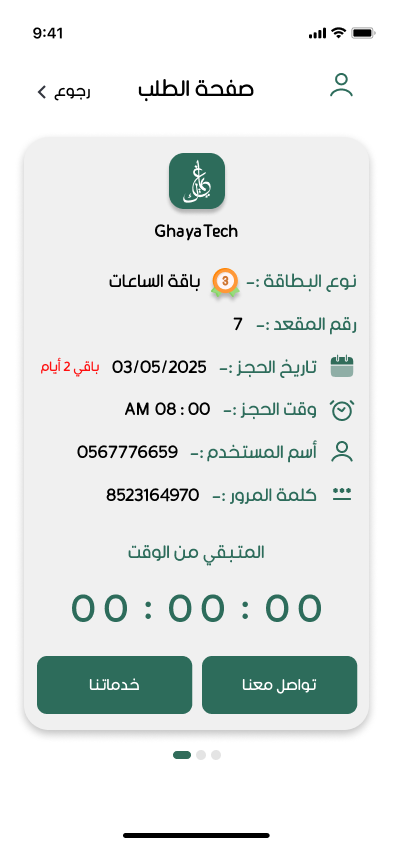 9:41
صفحة الطلب
رجوع
GhayaTech
نوع البطاقة :- 3 باقة الساعات
رقم المقعد :- 7
تاريخ الحجز :- 03/05/2025 باقي 2 أيام
وقت الحجز :- 08 : 00 AM
أسم المستخدم :- 0567776659
كلمة المرور :- 8523164970
المتبقي من الوقت
00 : 00 : 00
تواصل معنا
خدماتنا